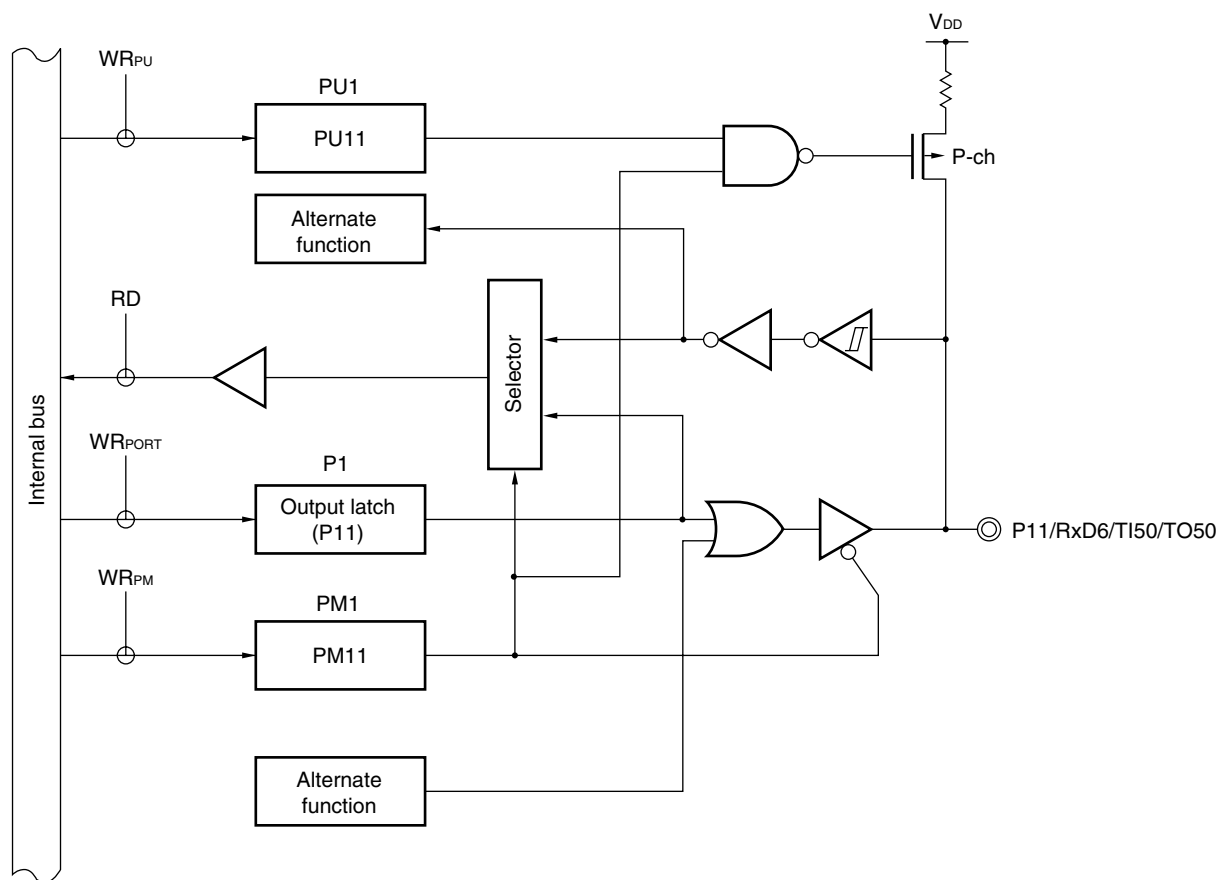 VDD
WRPU
PU1
PU11
P-ch
Alternate
function
RD
Selector
Internal bus
WRPORT
P1
Output latch
(P11)
P11/RxD6/TI50/TO50
WRPM
PM1
PM11
Alternate
function